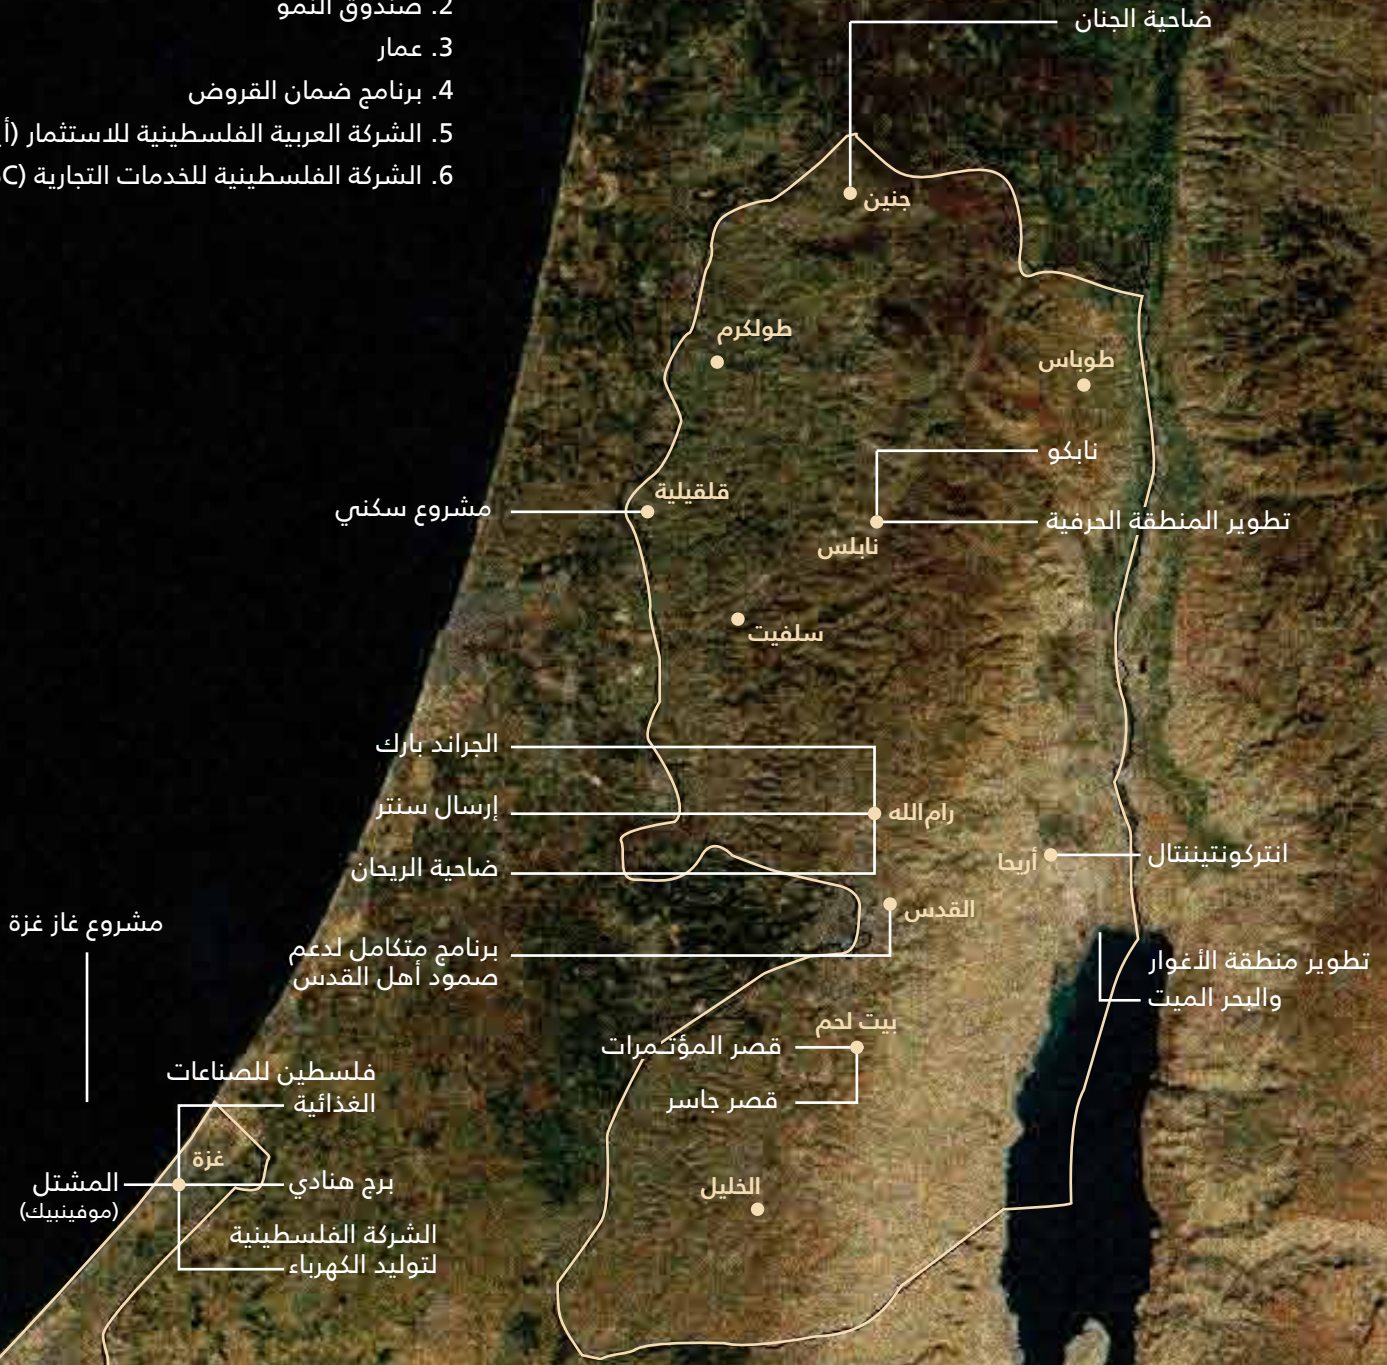 2. صندوق النمو
3. عمار
4. برنامج ضمان القروض
5. الشركة العربية الفلسطينية للاستثمار
6. الشركة الفلسطينية للخدمات التجارية
ضاحية الجنان
جنين
طولكرم
طوباس
نابكو
قلقيلية
مشروع سكني
تطوير المنطقة الحرفية
نابلس
سلفيت
الجراند بارك
إرسال سنتر
رام الله
انتركونتيننتال
أريحا
ضاحية الريحان
القدس
مشروع غاز غزة
برنامج متكامل لدعم
صمود أهل القدس
تطوير منطقة الأغوار
والبحر الميت
بيت لحم
قصر المؤتمرات
قصر جاسر
فلسطين للصناعات
الغذائية
غزة
برج هنادي
المشتل
(موفينبيك)
الخليل
الشركة الفلسطينية
لتوليد الكهرباء